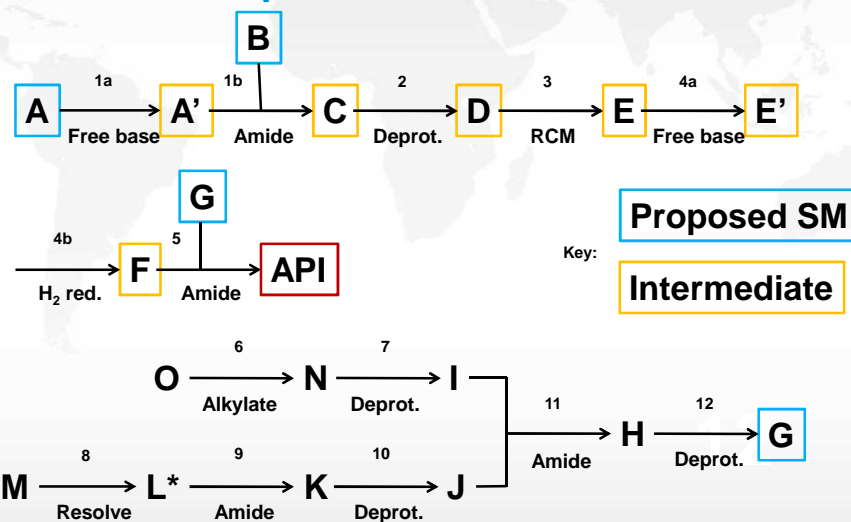 B
1a 1b 2 3 4a
A A’ C D E E’
Free base Amide Deprot. RCM Free base
G
Proposed SM
4b 5
Key:
F API
H2 red. Amide
Intermediate
6 7
O N I
Alkylate Deprot.
11 12
H G
Amide Deprot.
8 9 10
M L* K J
Resolve Amide Deprot.